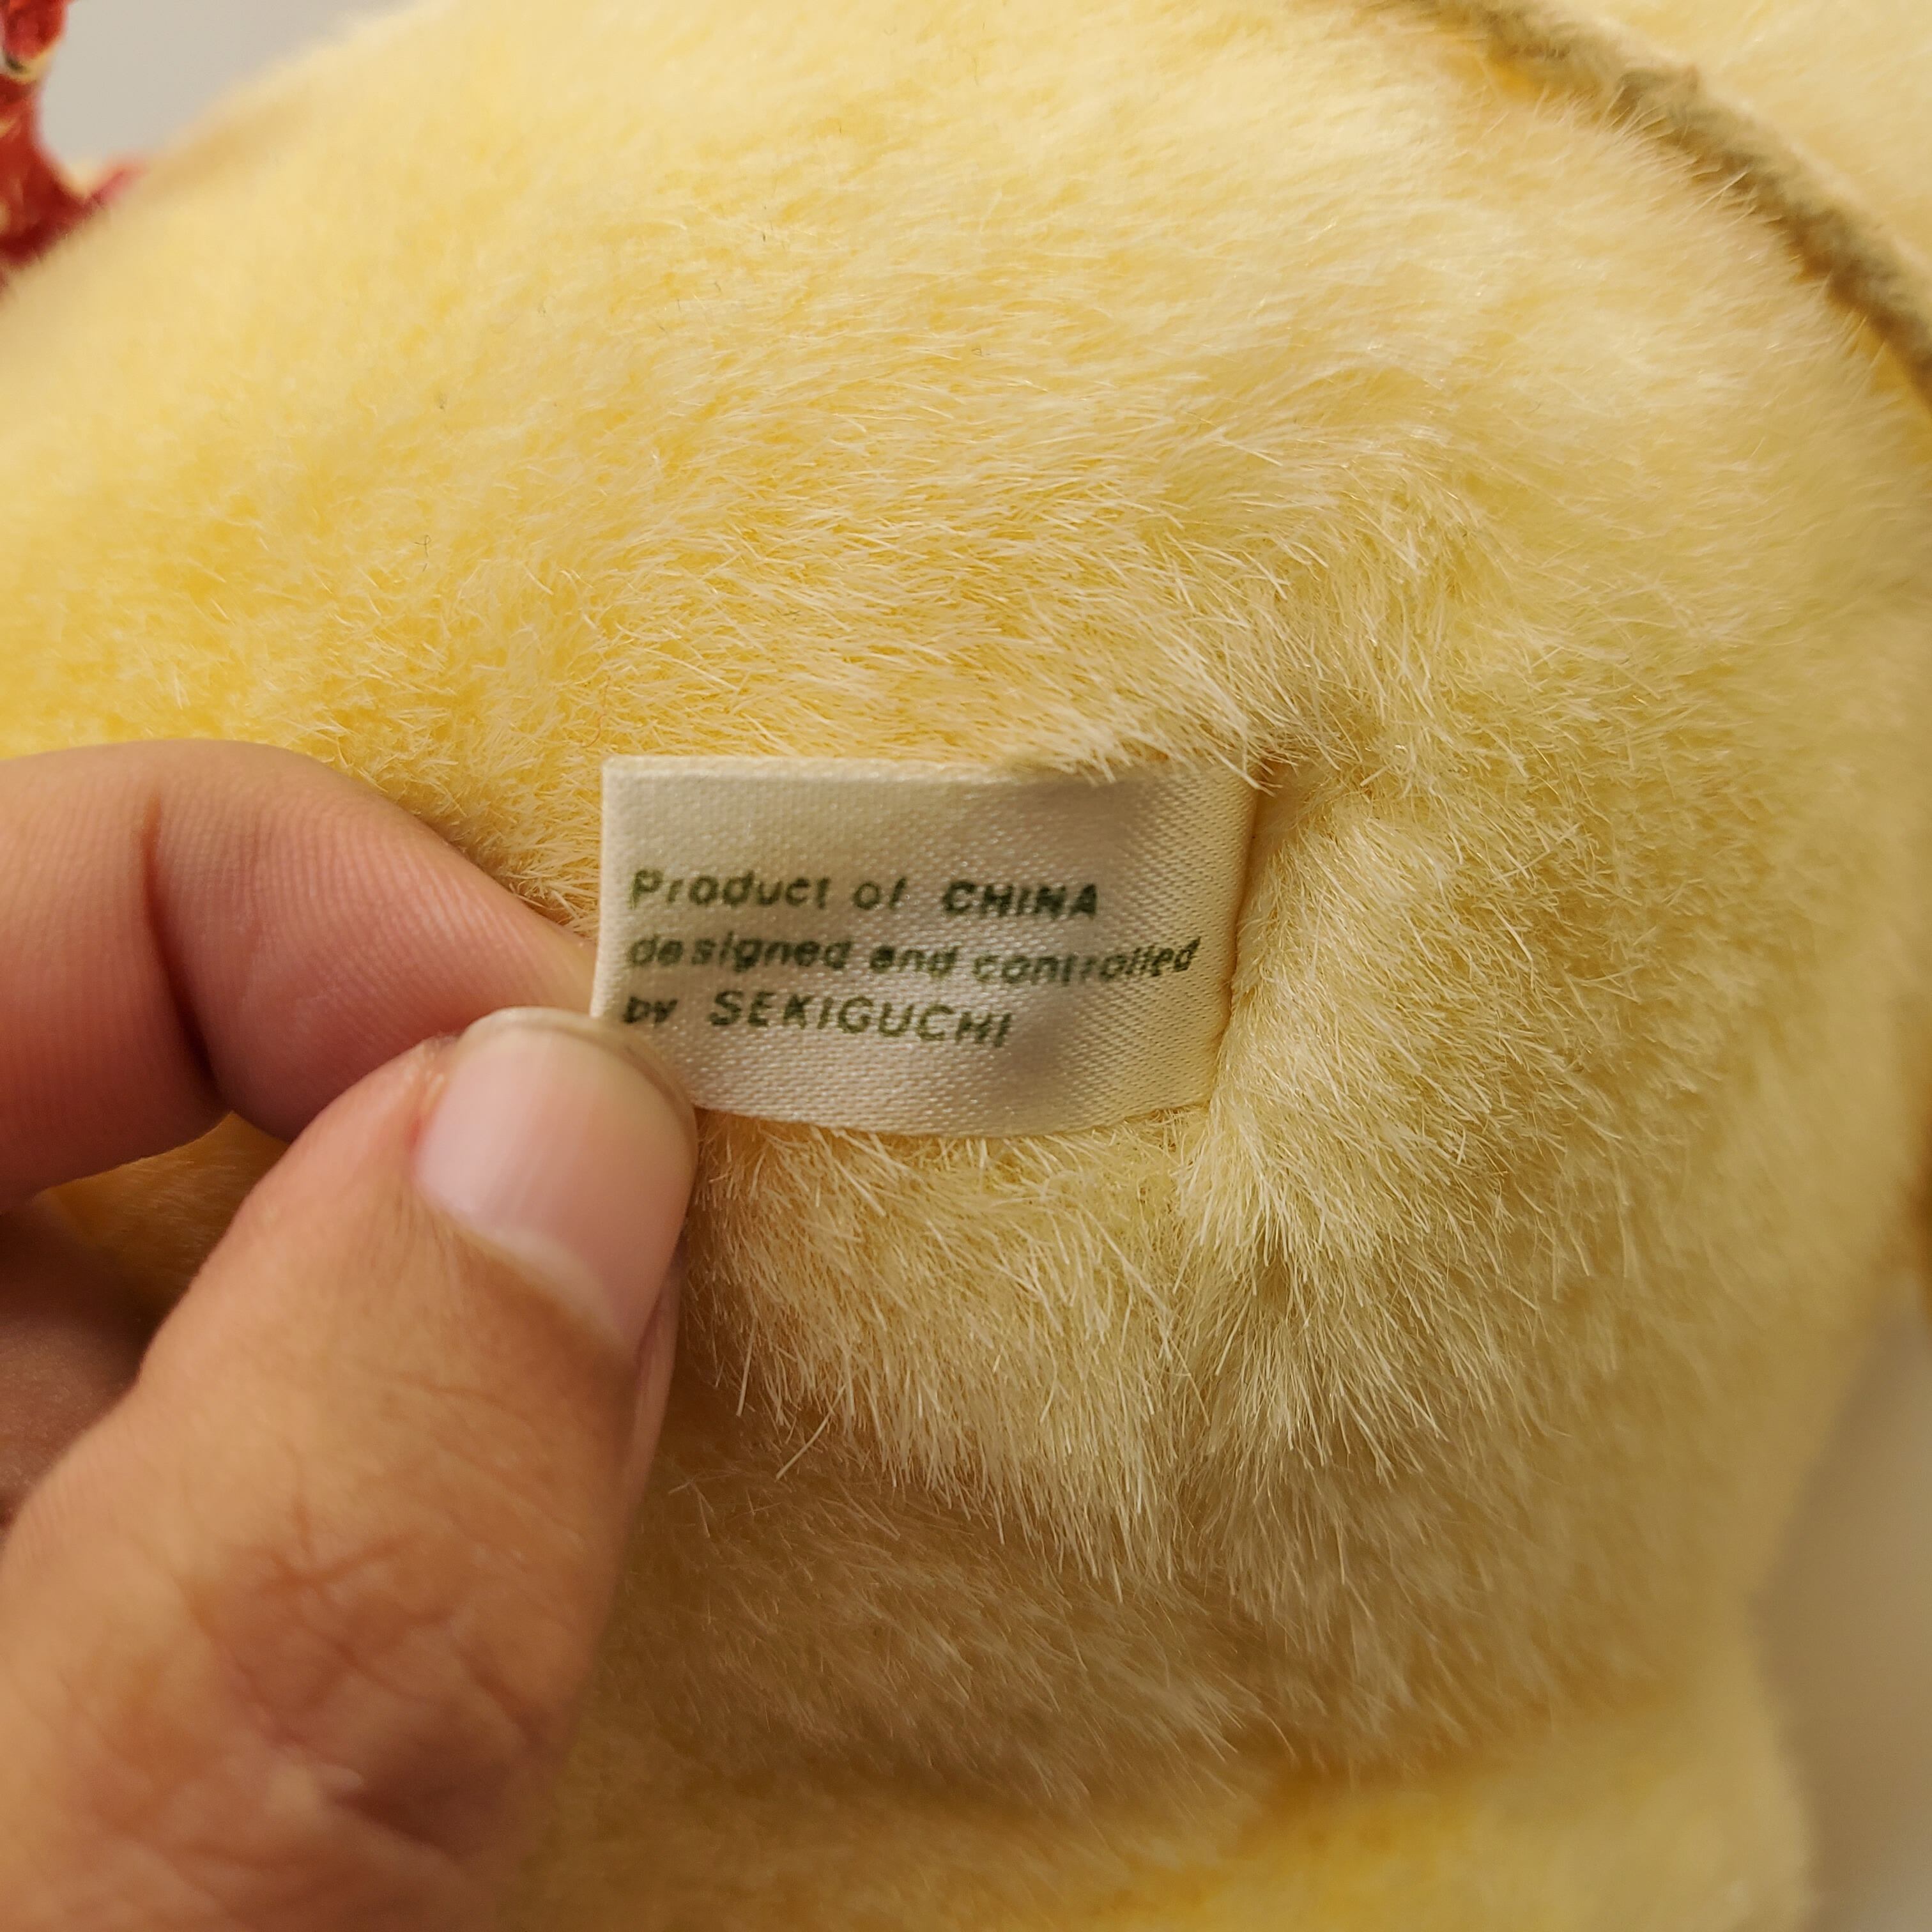 Product of CHINA
designed and controlled
by SEKIGUCHI